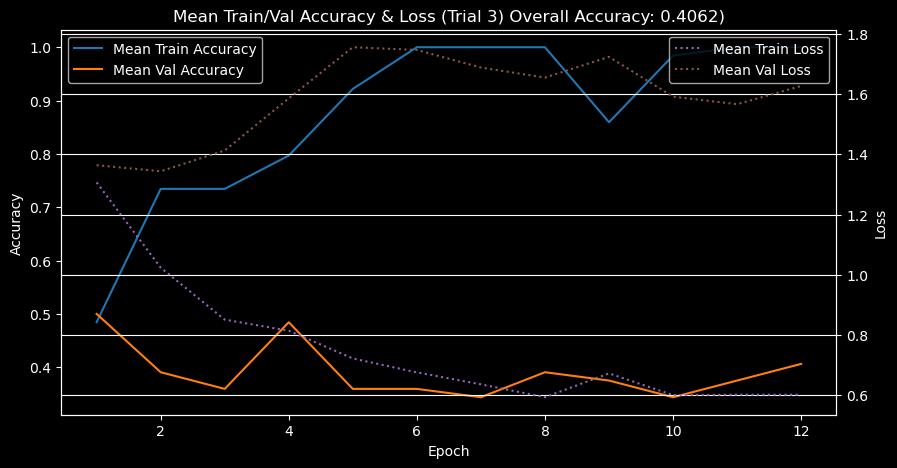 Mean Train/Val Accuracy & Loss (Trial 3) Overall Accuracy: 0.4062)
Mean Train Accuracy
Mean Val Accuracy
Mean Train Loss
Mean Val Loss
Accuracy
1.0
0.9
0.8
0.7
0.6
0.5
0.4
1.8
1.6
1.4
1.2
1.0
0.8
0.6
Loss
2
4
6
8
10
12
Epoch